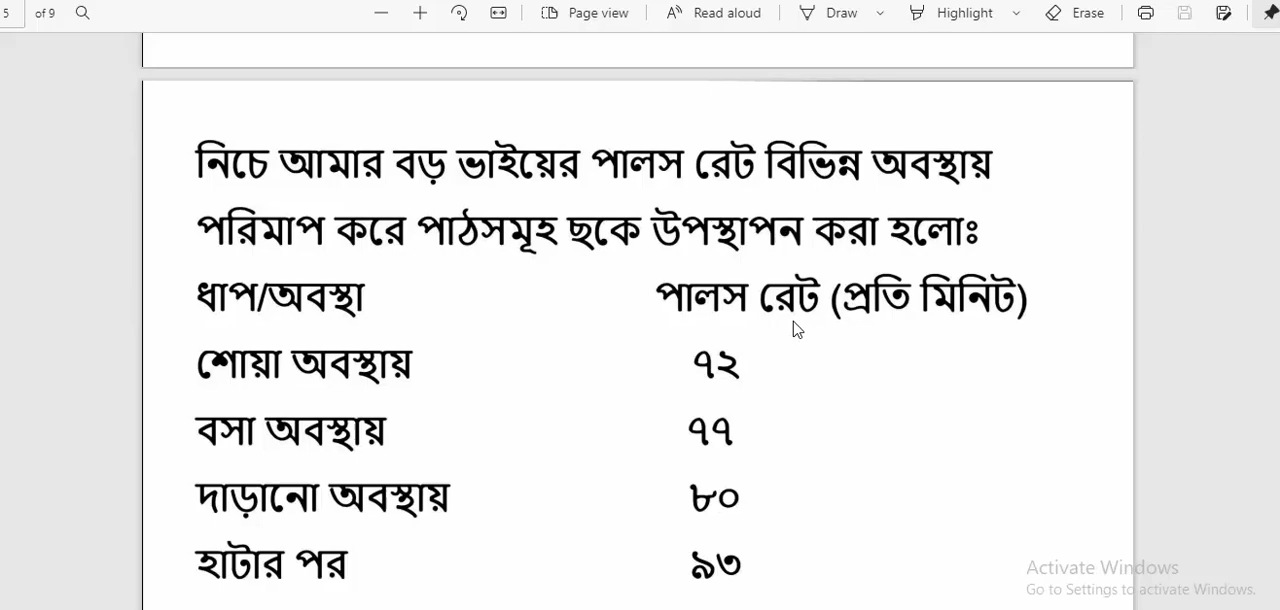 5 of 9 Page view Read aloud Draw Highlight Erase
নিচে আমার বড় ভাইয়ের পালস রেট বিভিন্ন অবস্থায়
পরিমাপ করে পাঠসমূহ ছকে উপস্থাপন করা হলোঃ
ধাপ/অবস্থা পালস রেট (প্রতি মিনিট)
শোয়া অবস্থায় ৭২
বসা অবস্থায় ৭৭
দাড়ানো অবস্থায় ৮০
হাটার পর ৯৩
Activate Windows
Go to Settings to activate Windows.